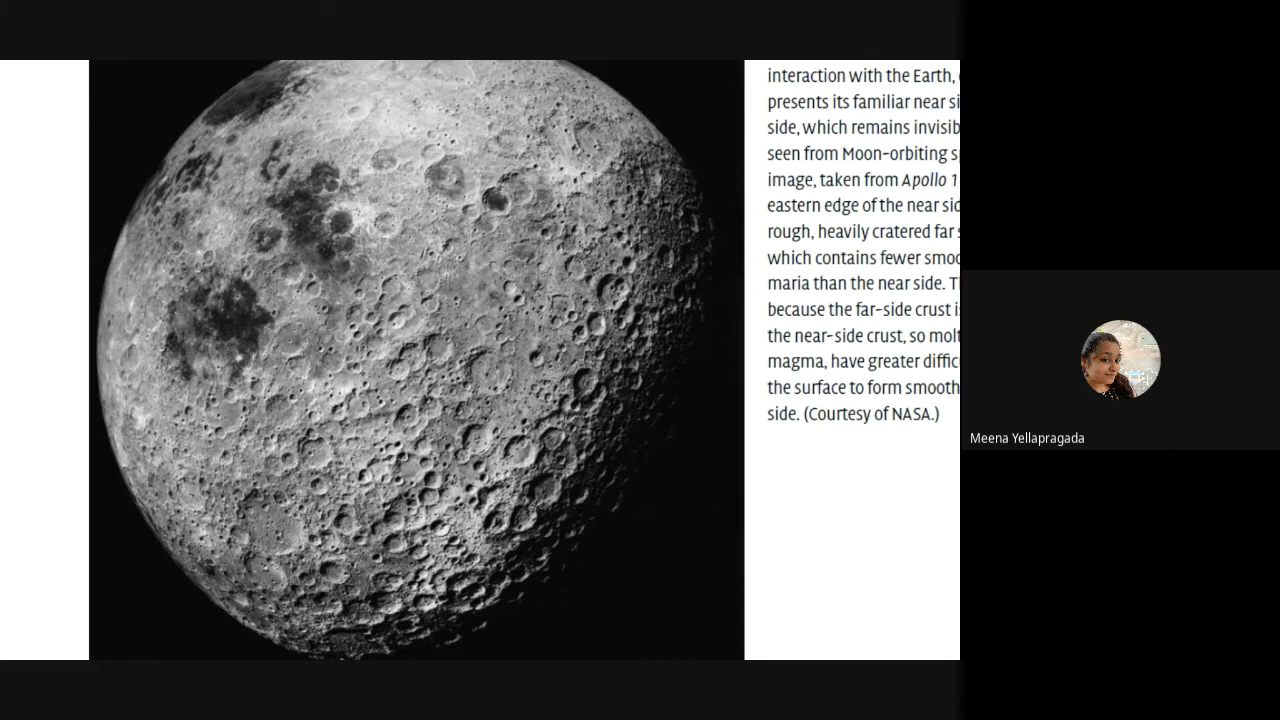 interaction with the Earth,
presents its familiar near si
side, which remains invisib
seen from Moon-orbiting s
image, taken from Apollo 1
eastern edge of the near sid
rough, heavily cratered far
which contains fewer smoo
maria than the near side. T
because the far-side crust i
the near-side crust, so molt
magma, have greater diffic
the surface to form smooth
side. (Courtesy of NASA.)
Meena Yellapragada